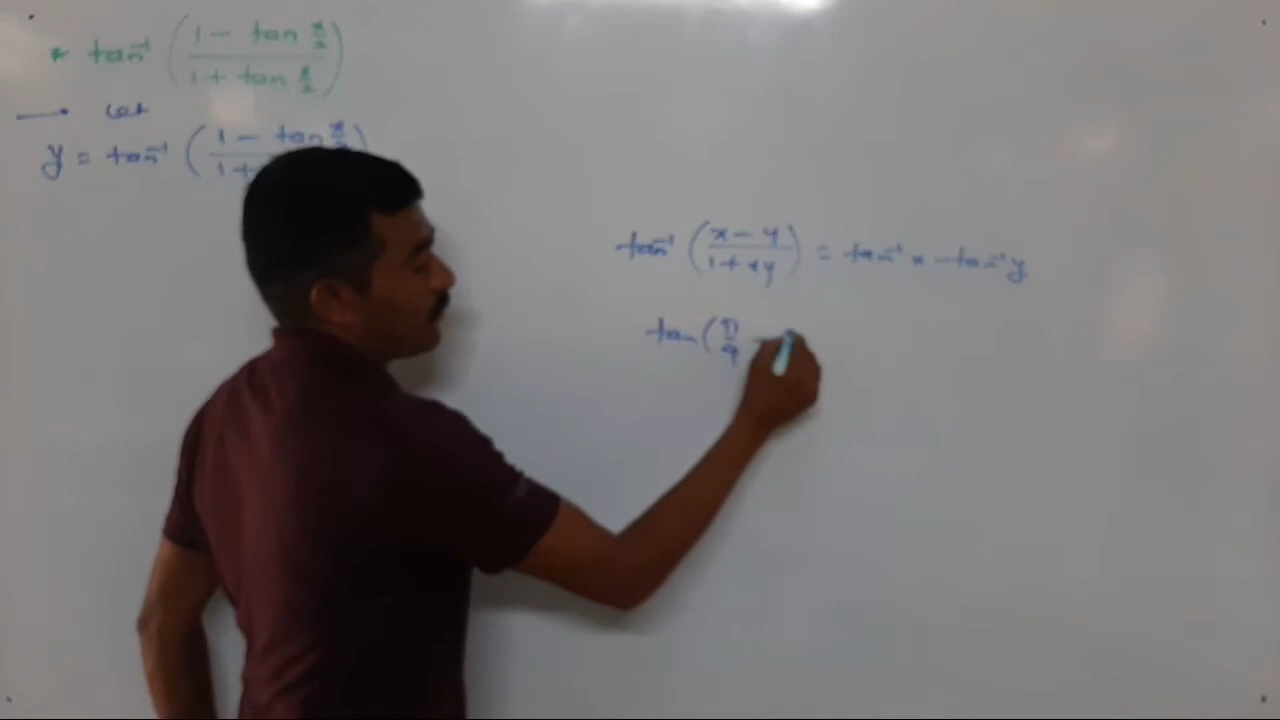 * tan⁻¹ ( (1 - tan x/2) / (1 + tan x/2) )
→ Let
y = tan⁻¹ ( (1 - tan x/2) / (1+
tan⁻¹ ( (x - y) / (1 + xy) ) = tan⁻¹ x - tan⁻¹ y
tan ( π/4 -